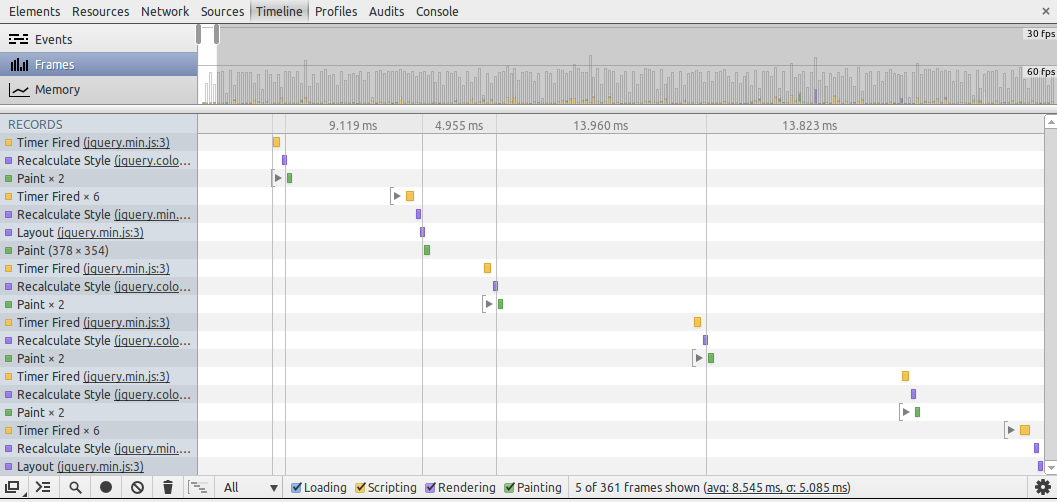 Elements Resources Network Sources Timeline Profiles Audits Console ×
Events
30 fps
Frames
60 fps
Memory
RECORDS 9.119 ms 4.955 ms 13.960 ms 13.823 ms
Timer Fired (jquery.min.js:3)
Recalculate Style (jquery.colo...
Paint × 2
Timer Fired × 6
Recalculate Style (jquery.min....
Layout (jquery.min.js:3)
Paint (378 × 354)
Timer Fired (jquery.min.js:3)
Recalculate Style (jquery.colo...
Paint × 2
Timer Fired (jquery.min.js:3)
Recalculate Style (jquery.colo...
Paint × 2
Timer Fired (jquery.min.js:3)
Recalculate Style (jquery.colo...
Paint × 2
Timer Fired × 6
Recalculate Style (jquery.min....
Layout (jquery.min.js:3)
All Loading Scripting Rendering Painting 5 of 361 frames shown (avg: 8.545 ms, σ: 5.085 ms)